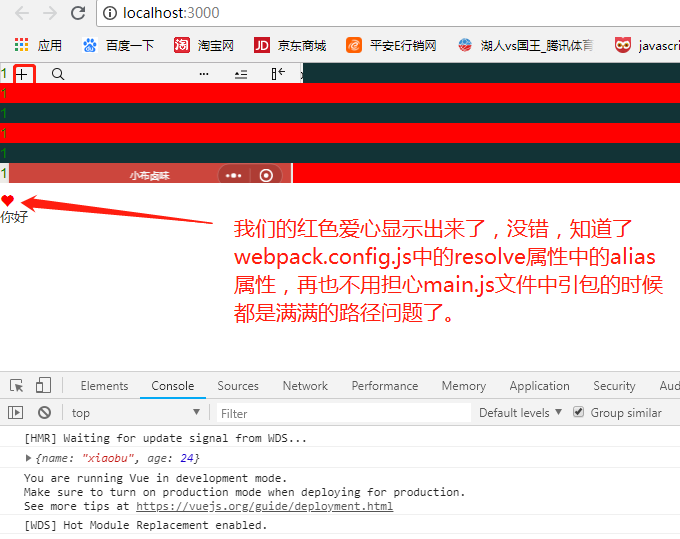 localhost:3000
应用 百度一下 淘宝网 京东商城 平安E行销网 湖人vs国王_腾讯体育 javascri
1
1
1
1
1
1 小布卤味
你好
我们的红色爱心显示出来了，没错，知道了
webpack.config.js中的resolve属性中的alias
属性，再也不用担心main.js文件中引包的时候
都是满满的路径问题了。
Elements Console Sources Network Performance Memory Application Security Aud
top Filter Default levels Group similar
[HMR] Waiting for update signal from WDS...
{name: "xiaobu", age: 24}
You are running Vue in development mode.
Make sure to turn on production mode when deploying for production.
See more tips at https://vuejs.org/guide/deployment.html
[WDS] Hot Module Replacement enabled.